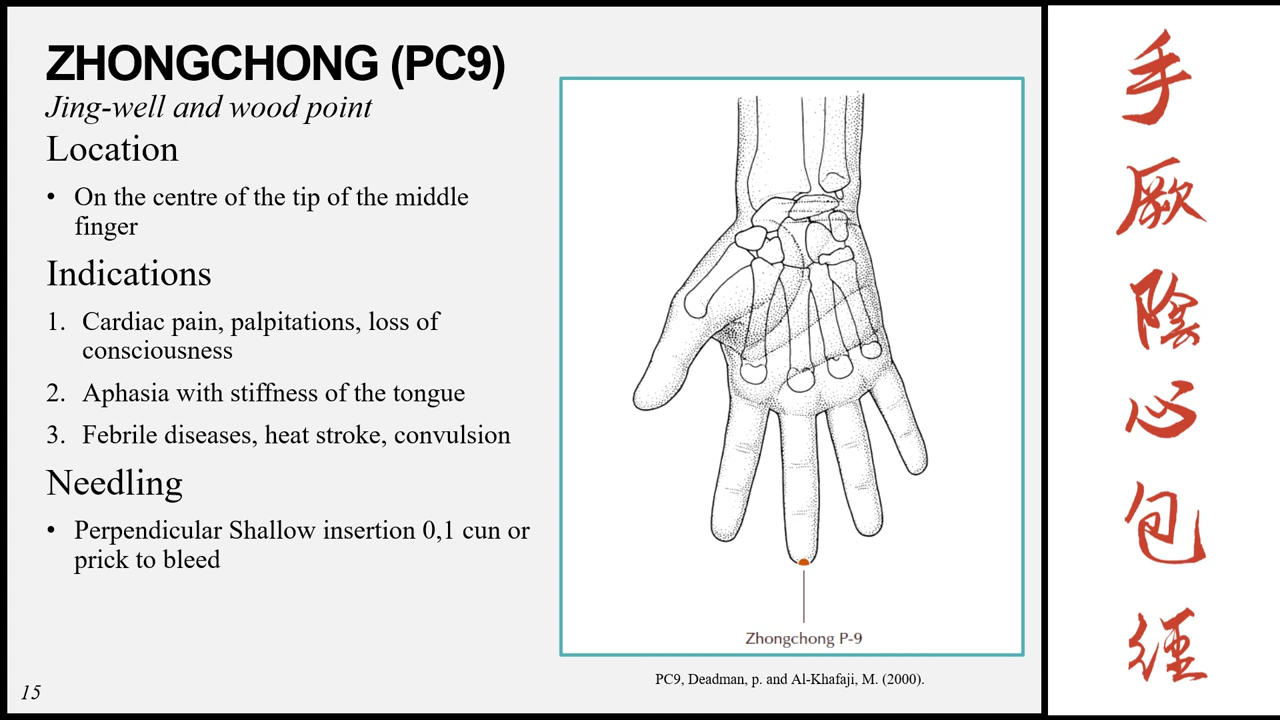 ZHONGCHONG (PC9)
Jing-well and wood point
Location
• On the centre of the tip of the middle
finger
Indications
1. Cardiac pain, palpitations, loss of
consciousness
2. Aphasia with stiffness of the tongue
3. Febrile diseases, heat stroke, convulsion
Needling
• Perpendicular Shallow insertion 0,1 cun or
prick to bleed
15
Zhongchong P-9
PC9, Deadman, p. and Al-Khafaji, M. (2000).
手
厥
陰
心
包
經